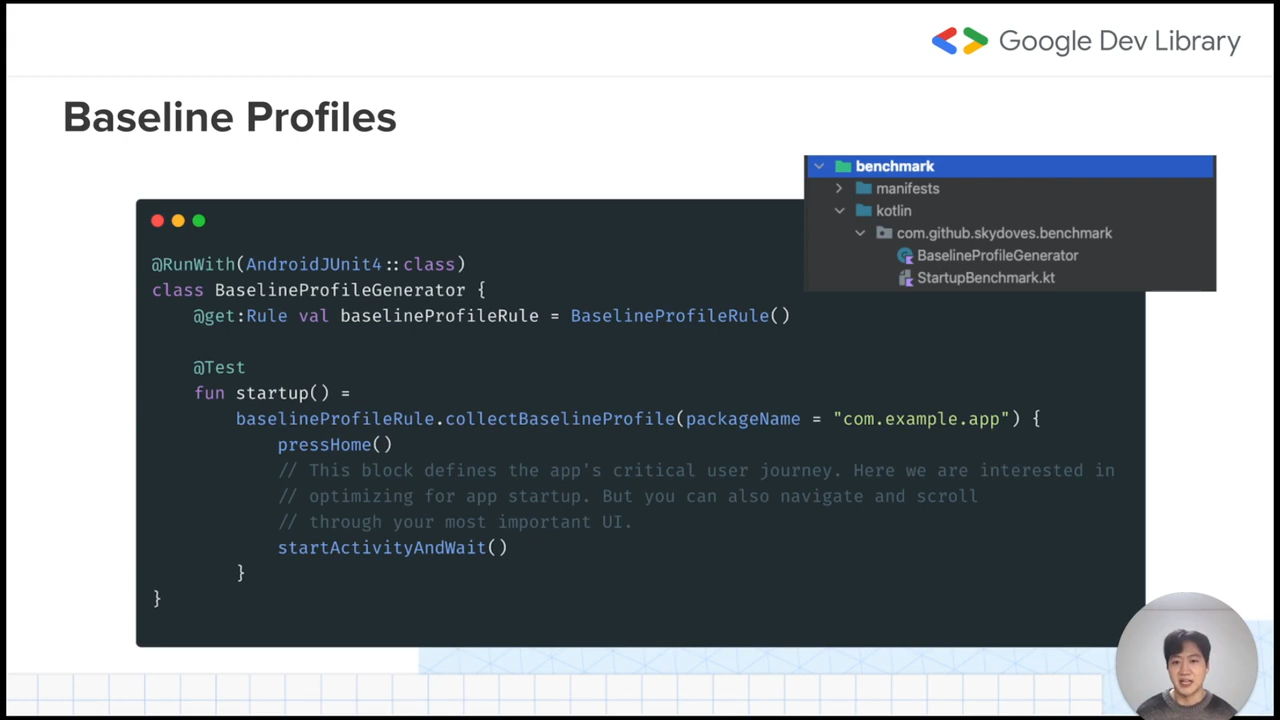 Google Dev Library
Baseline Profiles
benchmark
manifests
kotlin
com.github.skydoves.benchmark
BaselineProfileGenerator
StartupBenchmark.kt
@RunWith(AndroidJUnit4::class)
class BaselineProfileGenerator {
    @get:Rule val baselineProfileRule = BaselineProfileRule()
    @Test
    fun startup() =
        baselineProfileRule.collectBaselineProfile(packageName = "com.example.app") {
            pressHome()
            // This block defines the app's critical user journey. Here we are interested in
            // optimizing for app startup. But you can also navigate and scroll
            // through your most important UI.
            startActivityAndWait()
        }
}